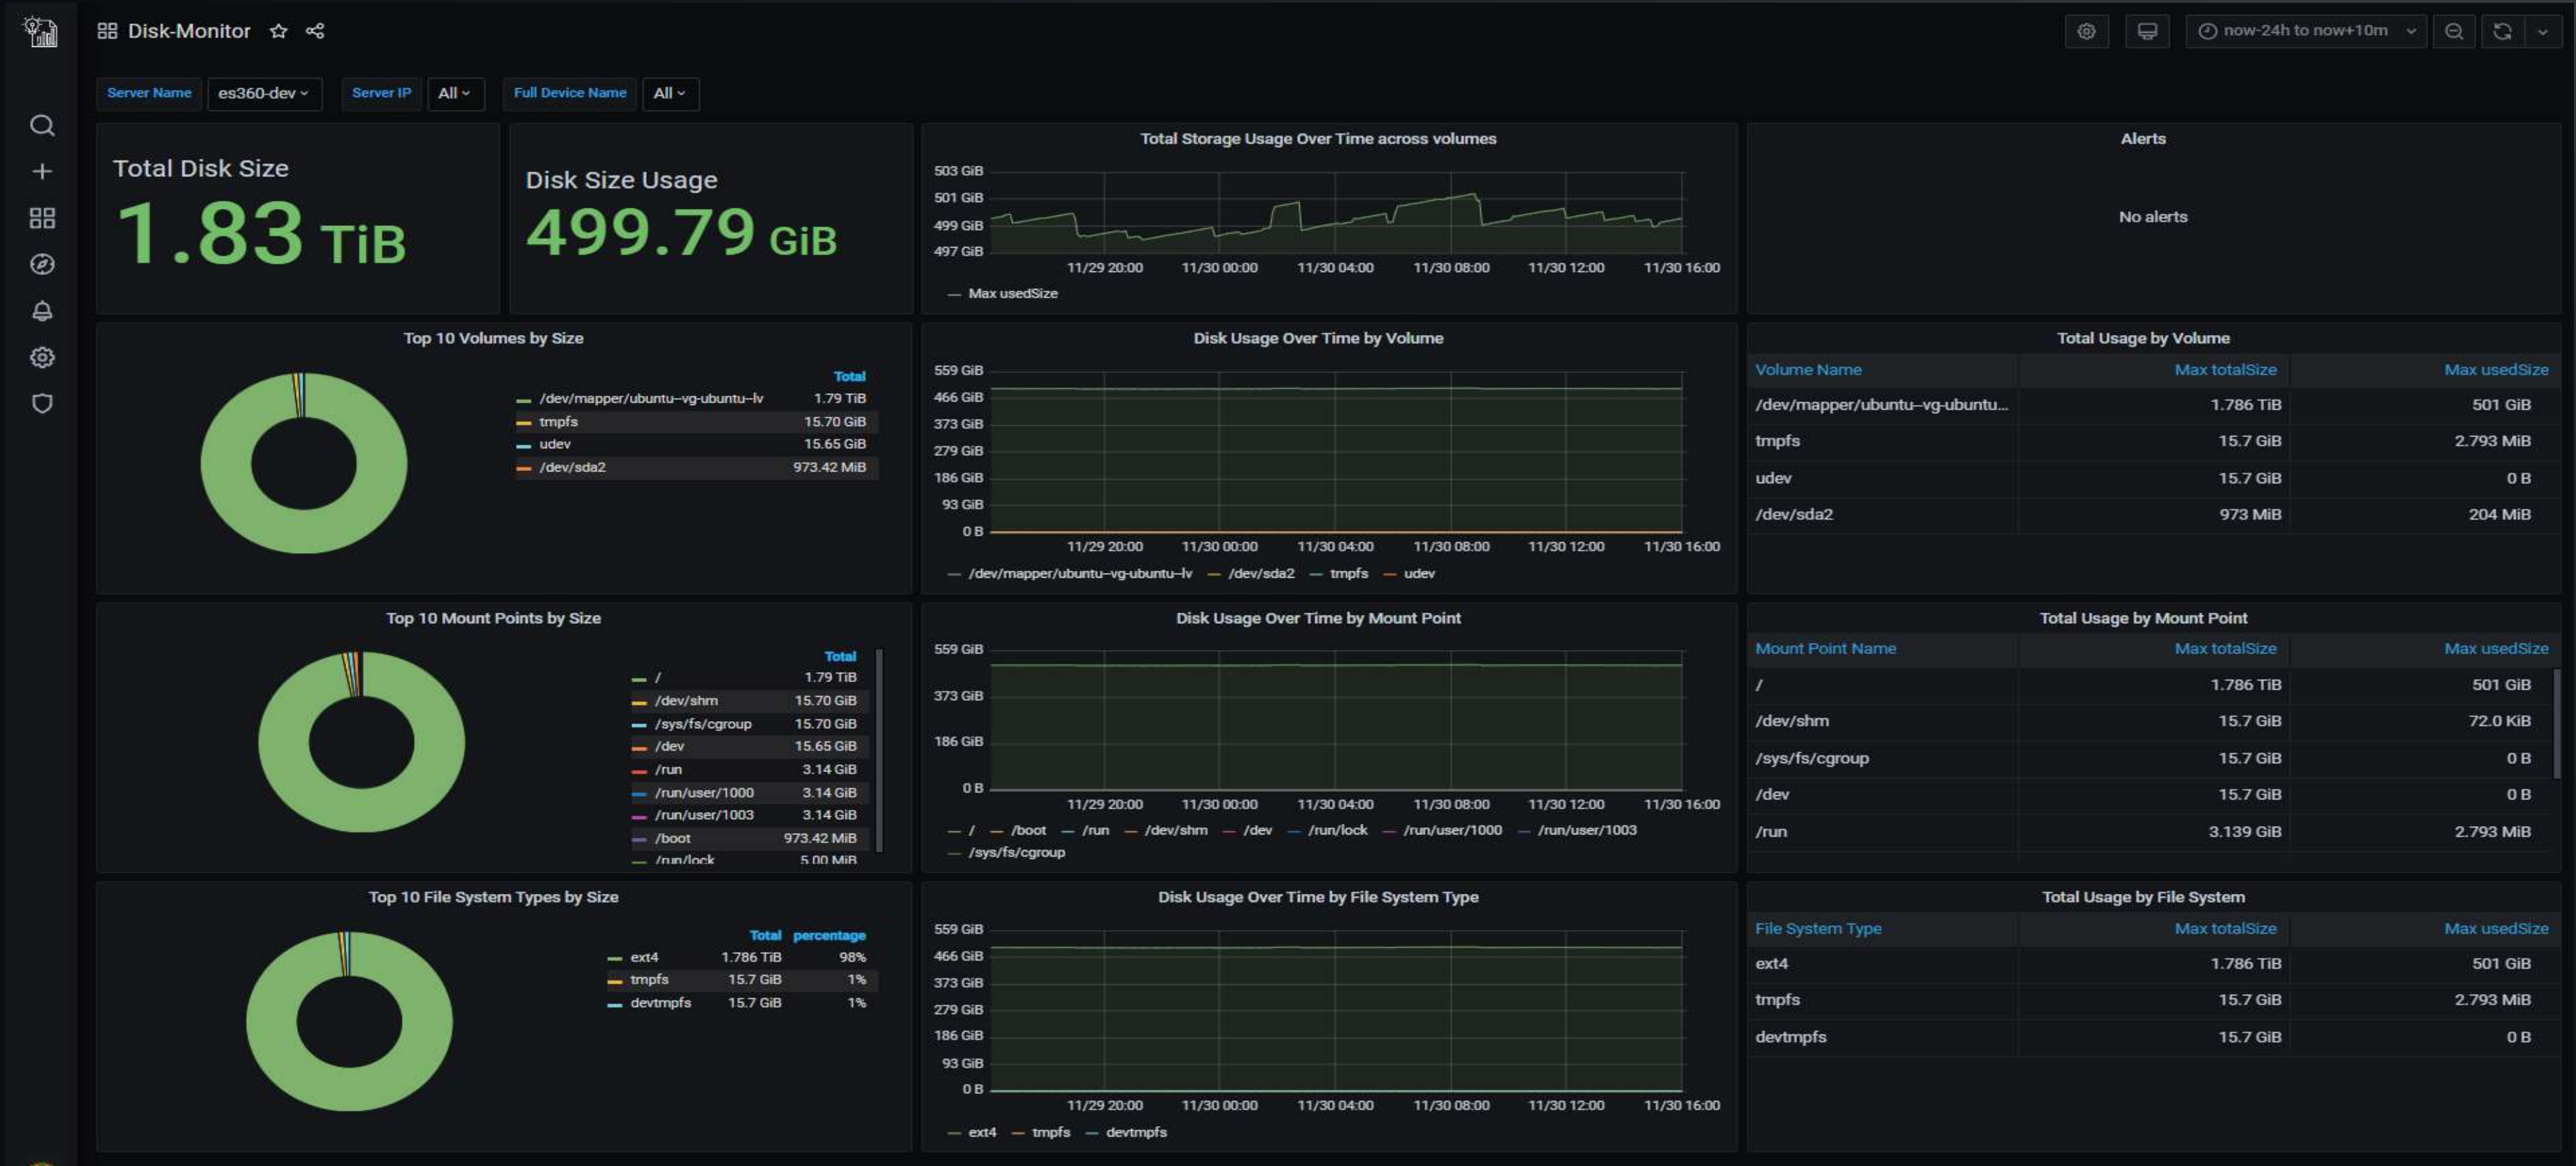 Disk-Monitor
now-24h to now+10m
Server Name es360-dev Server IP All Full Device Name All
Total Disk Size
1.83 TiB
Disk Size Usage
499.79 GiB
Total Storage Usage Over Time across volumes
503 GiB
501 GiB
499 GiB
497 GiB
11/29 20:00 11/30 00:00 11/30 04:00 11/30 08:00 11/30 12:00 11/30 16:00
Max usedSize
Alerts
No alerts
Top 10 Volumes by Size
Total
/dev/mapper/ubuntu--vg-ubuntu--lv 1.79 TiB
tmpfs 15.70 GiB
udev 15.65 GiB
/dev/sda2 973.42 MiB
Disk Usage Over Time by Volume
559 GiB
466 GiB
373 GiB
279 GiB
186 GiB
93 GiB
0 B
11/29 20:00 11/30 00:00 11/30 04:00 11/30 08:00 11/30 12:00 11/30 16:00
/dev/mapper/ubuntu--vg-ubuntu--lv /dev/sda2 tmpfs udev
Total Usage by Volume
Volume Name Max totalSize Max usedSize
/dev/mapper/ubuntu--vg-ubuntu... 1.786 TiB 501 GiB
tmpfs 15.7 GiB 2.793 MiB
udev 15.7 GiB 0 B
/dev/sda2 973 MiB 204 MiB
Top 10 Mount Points by Size
Total
/ 1.79 TiB
/dev/shm 15.70 GiB
/sys/fs/cgroup 15.70 GiB
/dev 15.65 GiB
/run 3.14 GiB
/run/user/1000 3.14 GiB
/run/user/1003 3.14 GiB
/boot 973.42 MiB
/run/lock 5.00 MiB
Disk Usage Over Time by Mount Point
559 GiB
373 GiB
186 GiB
0 B
11/29 20:00 11/30 00:00 11/30 04:00 11/30 08:00 11/30 12:00 11/30 16:00
/ /boot /run /dev/shm /dev /run/lock /run/user/1000 /run/user/1003
/sys/fs/cgroup
Total Usage by Mount Point
Mount Point Name Max totalSize Max usedSize
/ 1.786 TiB 501 GiB
/dev/shm 15.7 GiB 72.0 KiB
/sys/fs/cgroup 15.7 GiB 0 B
/dev 15.7 GiB 0 B
/run 3.139 GiB 2.793 MiB
Top 10 File System Types by Size
Total percentage
ext4 1.786 TiB 98%
tmpfs 15.7 GiB 1%
devtmpfs 15.7 GiB 1%
Disk Usage Over Time by File System Type
559 GiB
466 GiB
373 GiB
279 GiB
186 GiB
93 GiB
0 B
11/29 20:00 11/30 00:00 11/30 04:00 11/30 08:00 11/30 12:00 11/30 16:00
ext4 tmpfs devtmpfs
Total Usage by File System
File System Type Max totalSize Max usedSize
ext4 1.786 TiB 501 GiB
tmpfs 15.7 GiB 2.793 MiB
devtmpfs 15.7 GiB 0 B